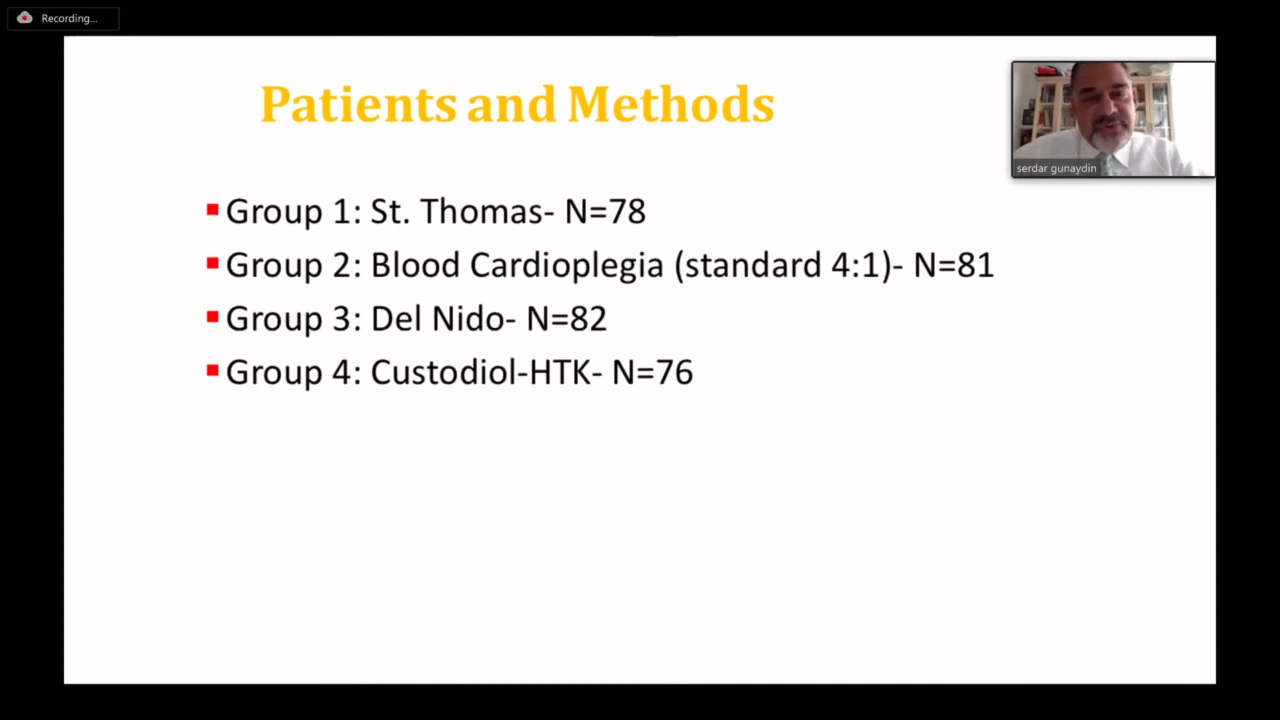 Recording...
Patients and Methods
serdar gunaydin
Group 1: St. Thomas- N=78
Group 2: Blood Cardioplegia (standard 4:1)- N=81
Group 3: Del Nido- N=82
Group 4: Custodiol-HTK- N=76